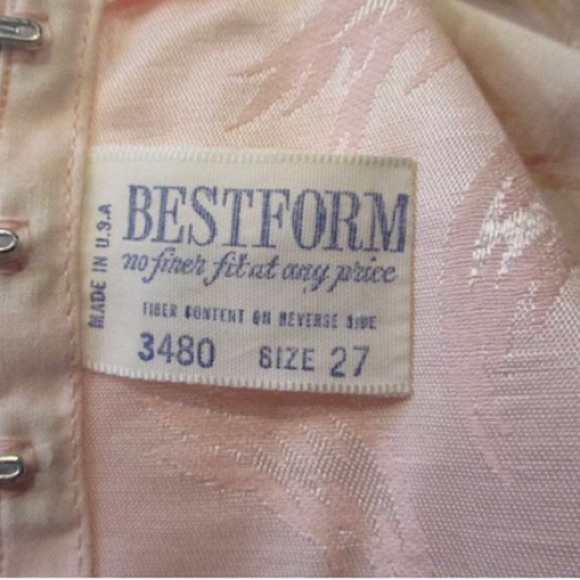 BESTFORM
no finer fit at any price
MADE IN U.S.A
FIBER CONTENT ON REVERSE SIDE
3480 SIZE 27